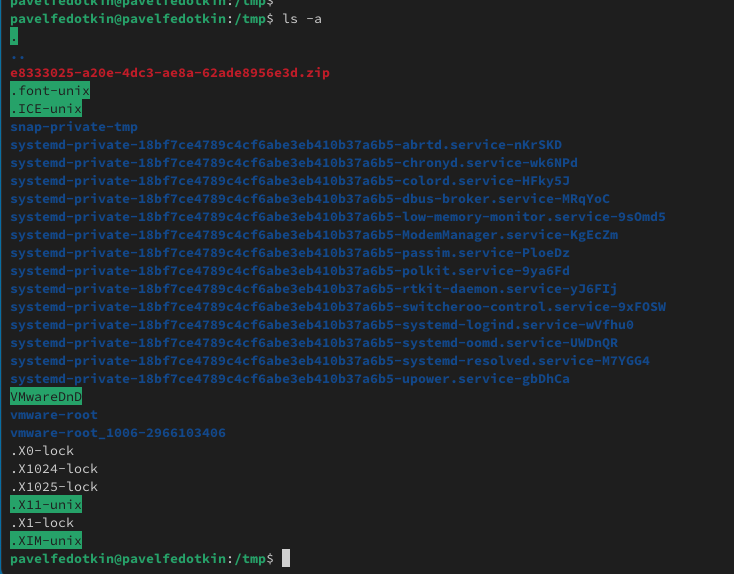 pavelfedotkin@pavelfedotkin:/tmp$
pavelfedotkin@pavelfedotkin:/tmp$ ls -a
.
..
e8333025-a20e-4dc3-ae8a-62ade8956e3d.zip
.font-unix
.ICE-unix
snap-private-tmp
systemd-private-18bf7ce4789c4cf6abe3eb410b37a6b5-abrtd.service-nKrSKD
systemd-private-18bf7ce4789c4cf6abe3eb410b37a6b5-chronyd.service-wk6NPd
systemd-private-18bf7ce4789c4cf6abe3eb410b37a6b5-colord.service-HFky5J
systemd-private-18bf7ce4789c4cf6abe3eb410b37a6b5-dbus-broker.service-MRqYoC
systemd-private-18bf7ce4789c4cf6abe3eb410b37a6b5-low-memory-monitor.service-9sOmd5
systemd-private-18bf7ce4789c4cf6abe3eb410b37a6b5-ModemManager.service-KgEcZm
systemd-private-18bf7ce4789c4cf6abe3eb410b37a6b5-passim.service-PloeDz
systemd-private-18bf7ce4789c4cf6abe3eb410b37a6b5-polkit.service-9ya6Fd
systemd-private-18bf7ce4789c4cf6abe3eb410b37a6b5-rtkit-daemon.service-yJ6FIj
systemd-private-18bf7ce4789c4cf6abe3eb410b37a6b5-switcheroo-control.service-9xFOSW
systemd-private-18bf7ce4789c4cf6abe3eb410b37a6b5-systemd-logind.service-wVfhu0
systemd-private-18bf7ce4789c4cf6abe3eb410b37a6b5-systemd-oomd.service-UWDnQR
systemd-private-18bf7ce4789c4cf6abe3eb410b37a6b5-systemd-resolved.service-M7YGG4
systemd-private-18bf7ce4789c4cf6abe3eb410b37a6b5-upower.service-gbDhCa
VMwareDnD
vmware-root
vmware-root_1006-2966103406
.X0-lock
.X1024-lock
.X1025-lock
.X11-unix
.X1-lock
.XIM-unix
pavelfedotkin@pavelfedotkin:/tmp$